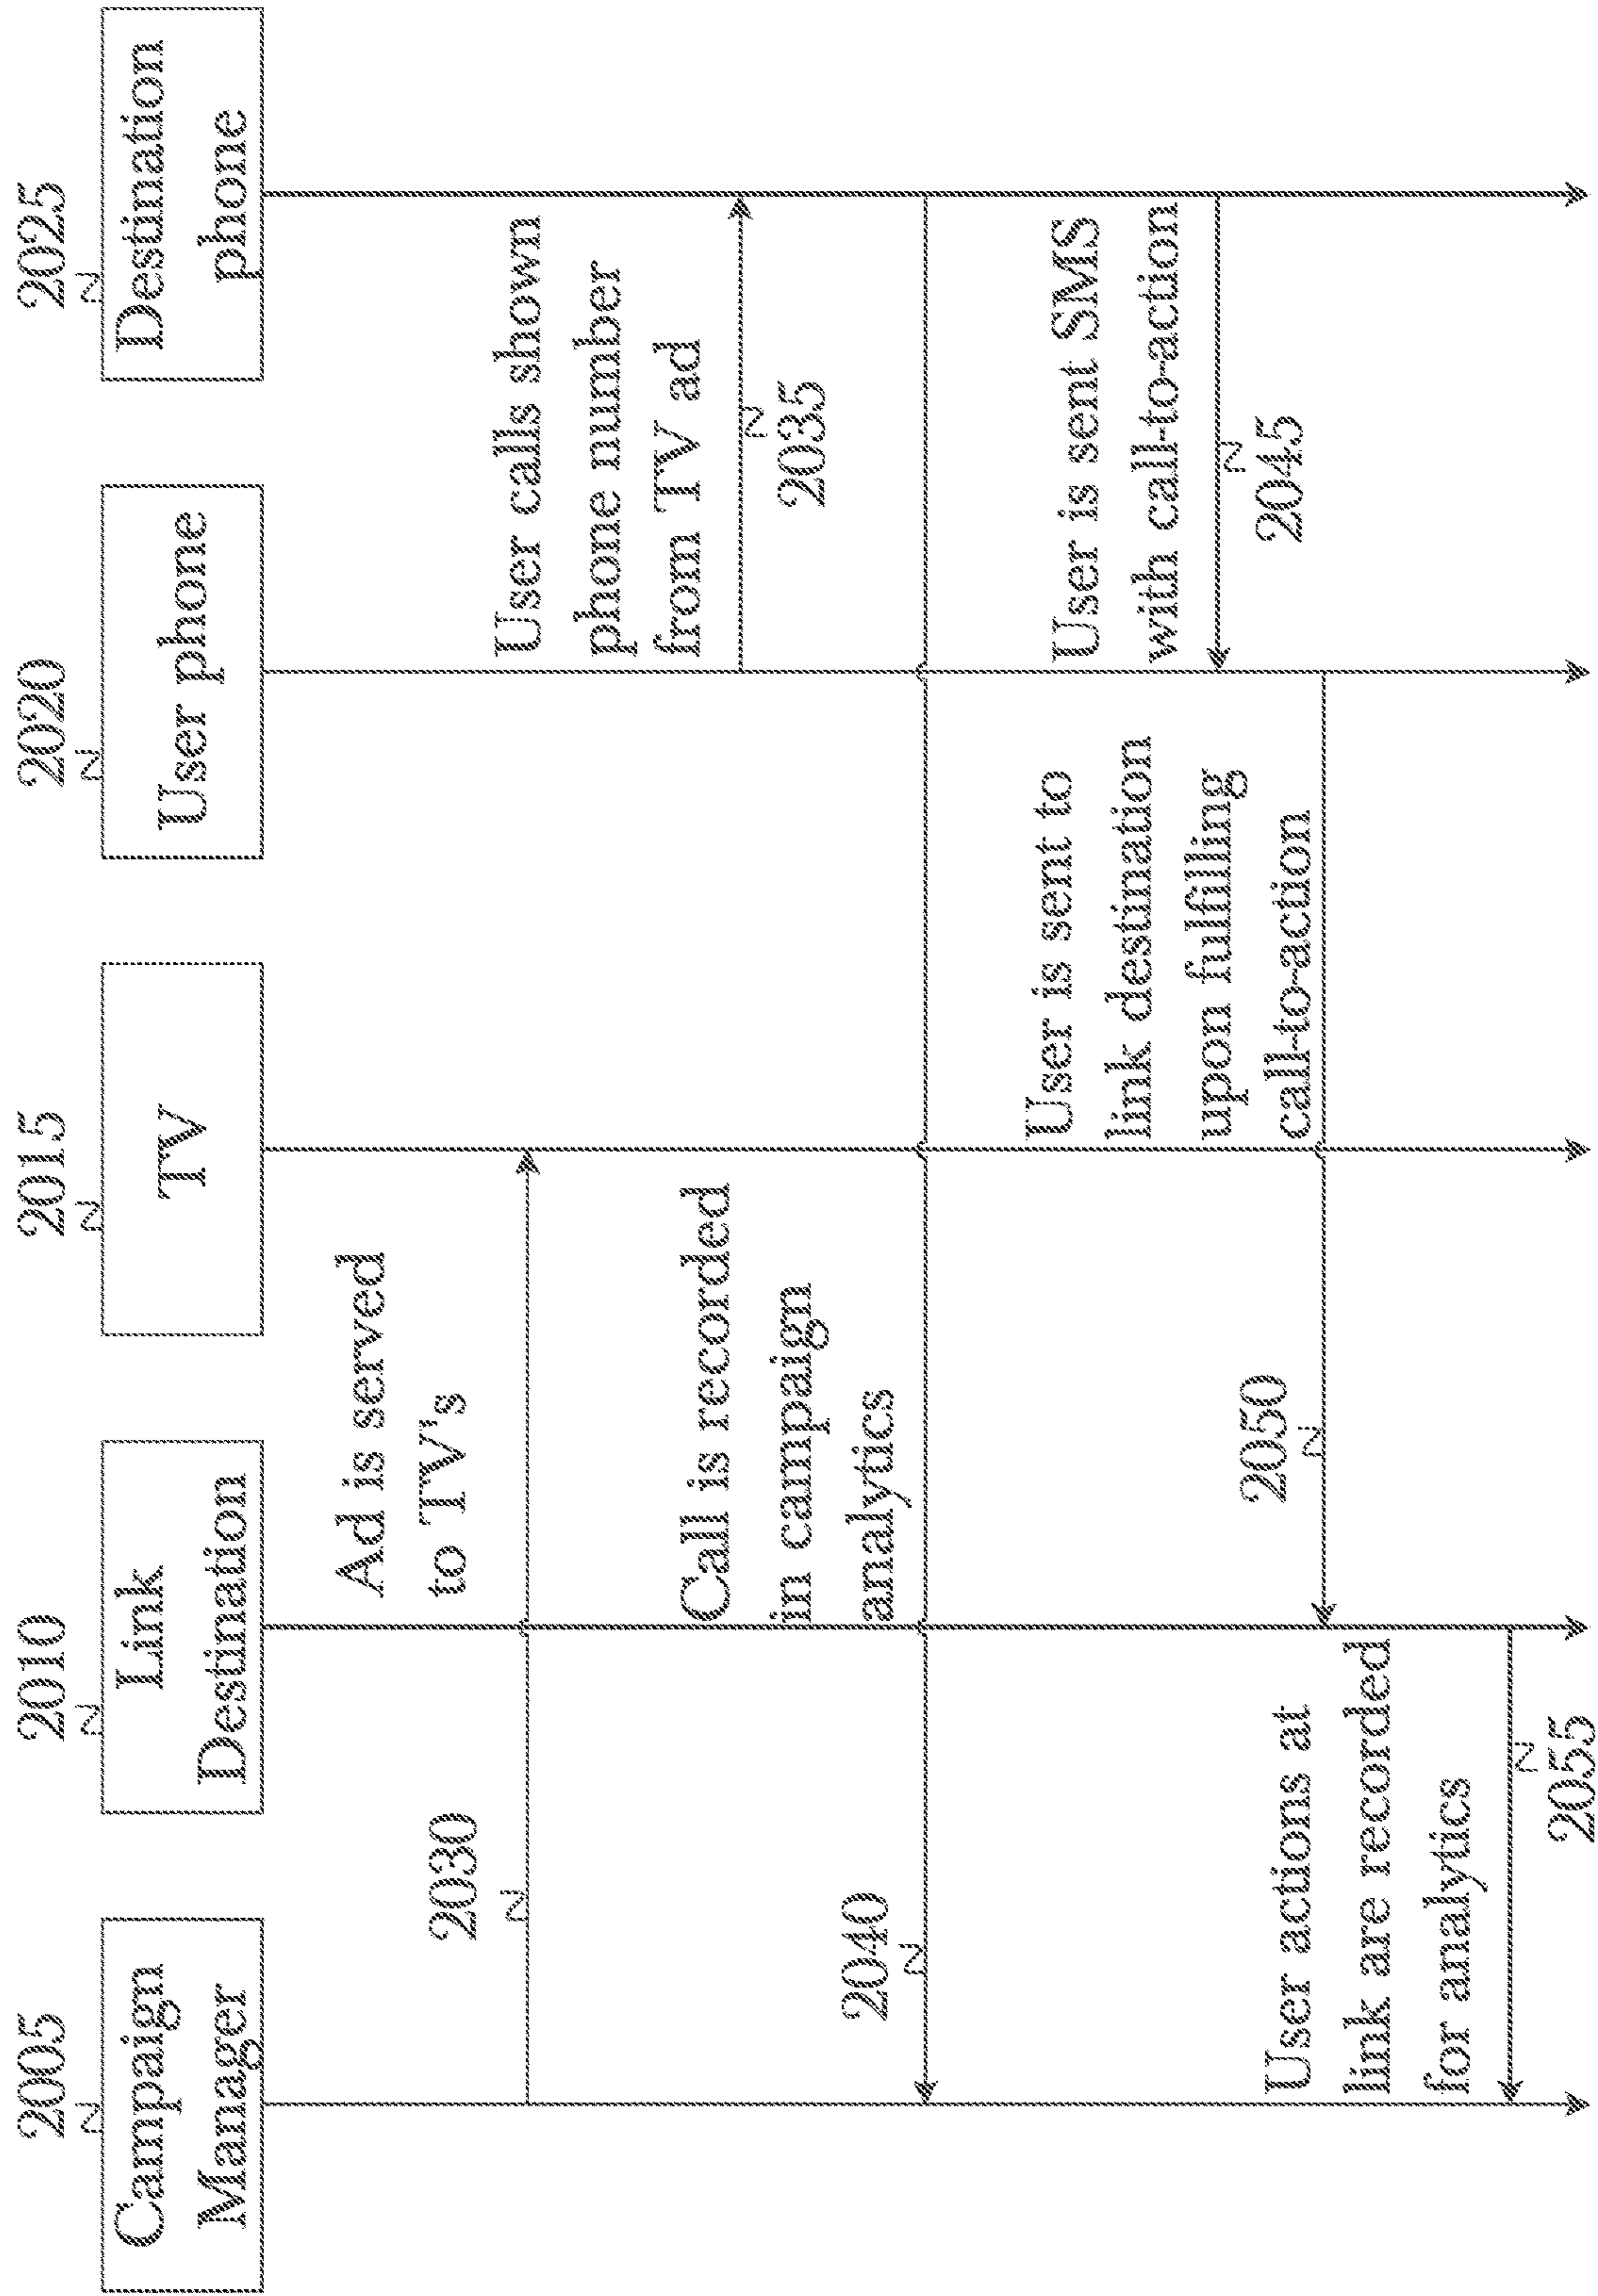 2005
Campaign
Manager
2010
Link
Destination
2015
TV
2020
User phone
2025
Destination
phone
Ad is served
to TV's
2030
User calls shown
phone number
from TV ad
2035
Call is recorded
in campaign
analytics
2040
User is sent SMS
with call-to-action
2045
User is sent to
link destination
upon fulfilling
call-to-action
2050
User actions at
link are recorded
for analytics
2055